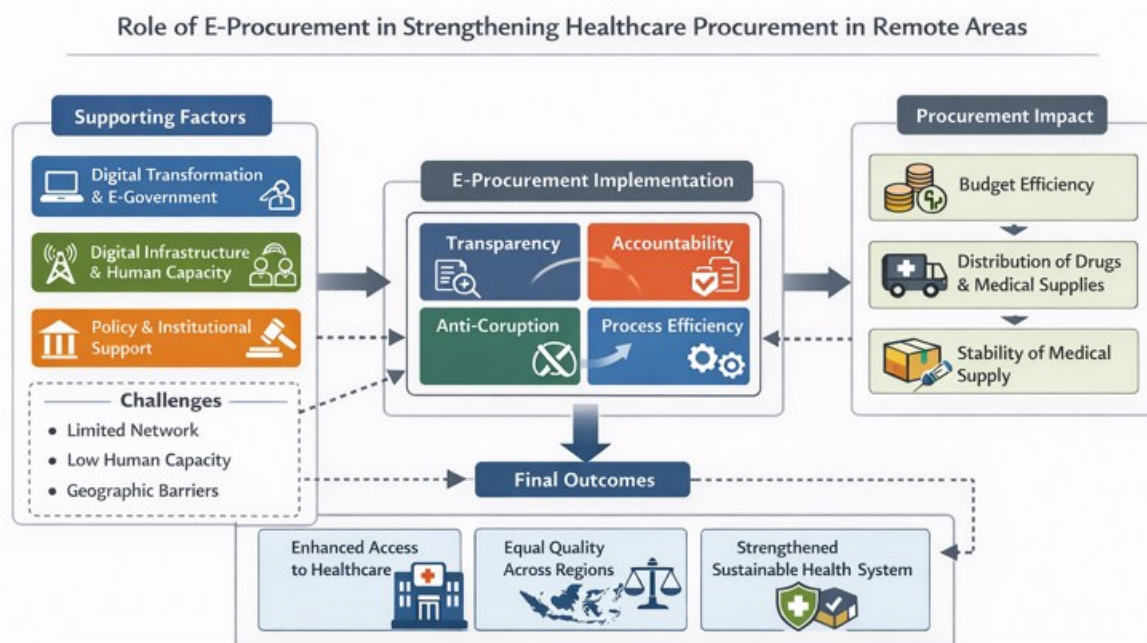 Role of E-Procurement in Strengthening Healthcare Procurement in Remote Areas
Supporting Factors
Digital Transformation
& E-Government
Digital Infrastructure
& Human Capacity
Policy & Institutional
Support
Challenges
• Limited Network
• Low Human Capacity
• Geographic Barriers
E-Procurement Implementation
Transparency
Accountability
Anti-Coruption
Process Efficiency
Procurement Impact
Budget Efficiency
Distribution of Drugs
& Medical Supplies
Stability of Medical
Supply
Final Outcomes
Enhanced Access
to Healthcare
Equal Quality
Across Regions
Strengthened
Sustainable Health System